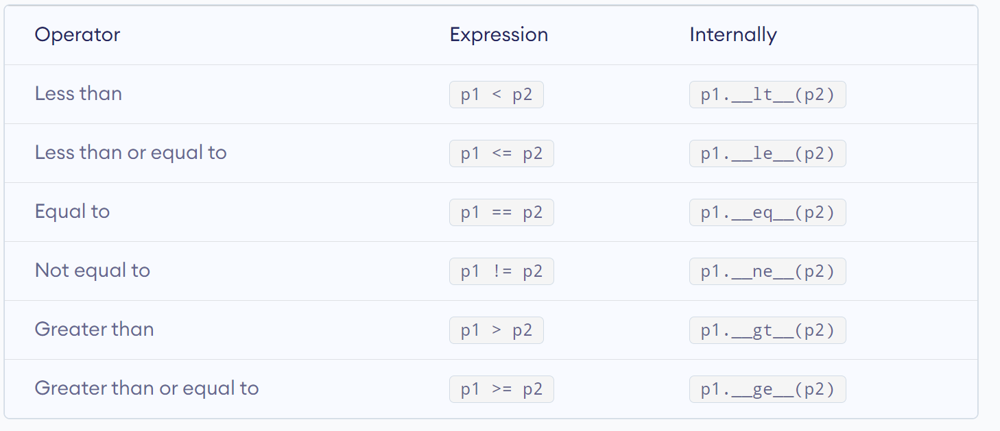 Operator Expression Internally
Less than p1 < p2 p1.__lt__(p2)
Less than or equal to p1 <= p2 p1.__le__(p2)
Equal to p1 == p2 p1.__eq__(p2)
Not equal to p1 != p2 p1.__ne__(p2)
Greater than p1 > p2 p1.__gt__(p2)
Greater than or equal to p1 >= p2 p1.__ge__(p2)